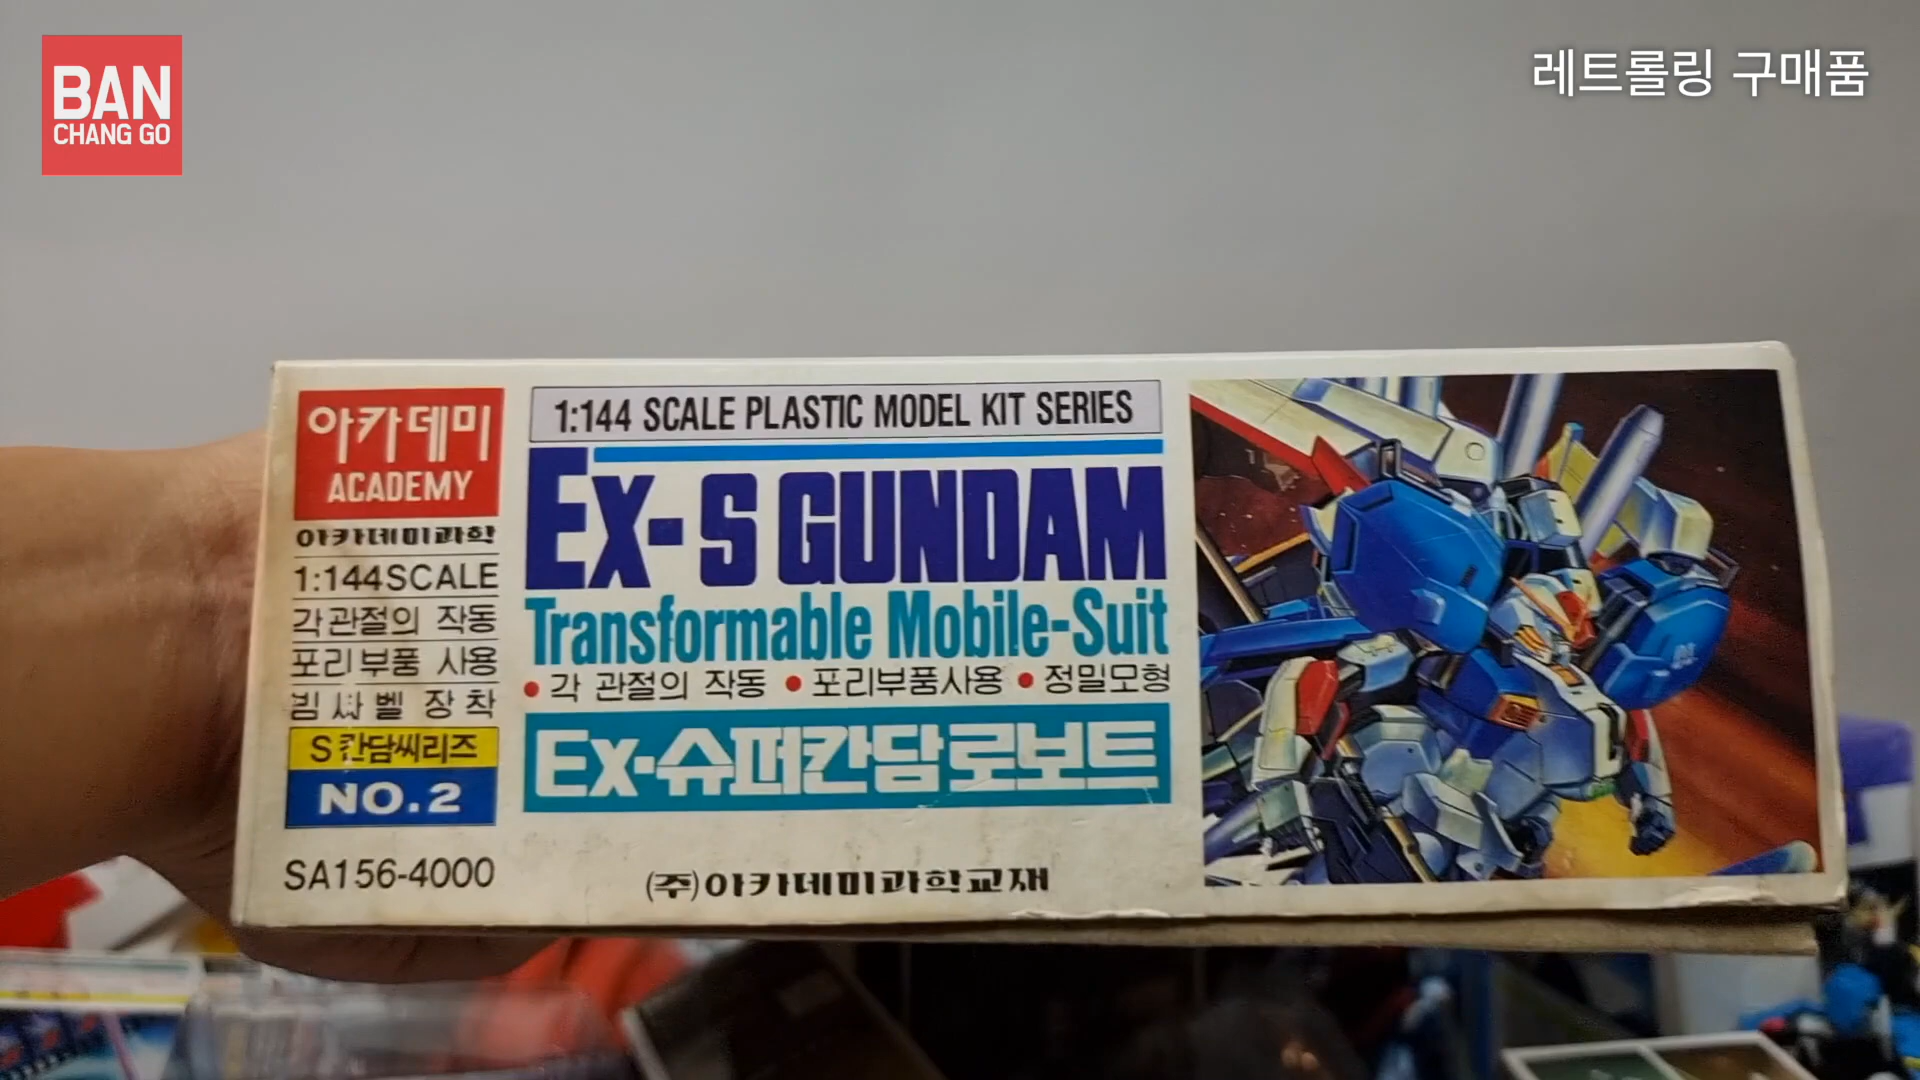 BAN
CHANG GO
레트롤링 구매품
아카데미
ACADEMY
아카데미과학
1:144SCALE
각관절의 작동
포리부품 사용
빔싸벨 장착
S칸담씨리즈
NO.2
SA156-4000
1:144 SCALE PLASTIC MODEL KIT SERIES
Ex-S GUNDAM
Transformable Mobile-Suit
• 각 관절의 작동 • 포리부품사용 • 정밀모형
Ex-슈퍼칸담로보트
(주)아카데미과학교재